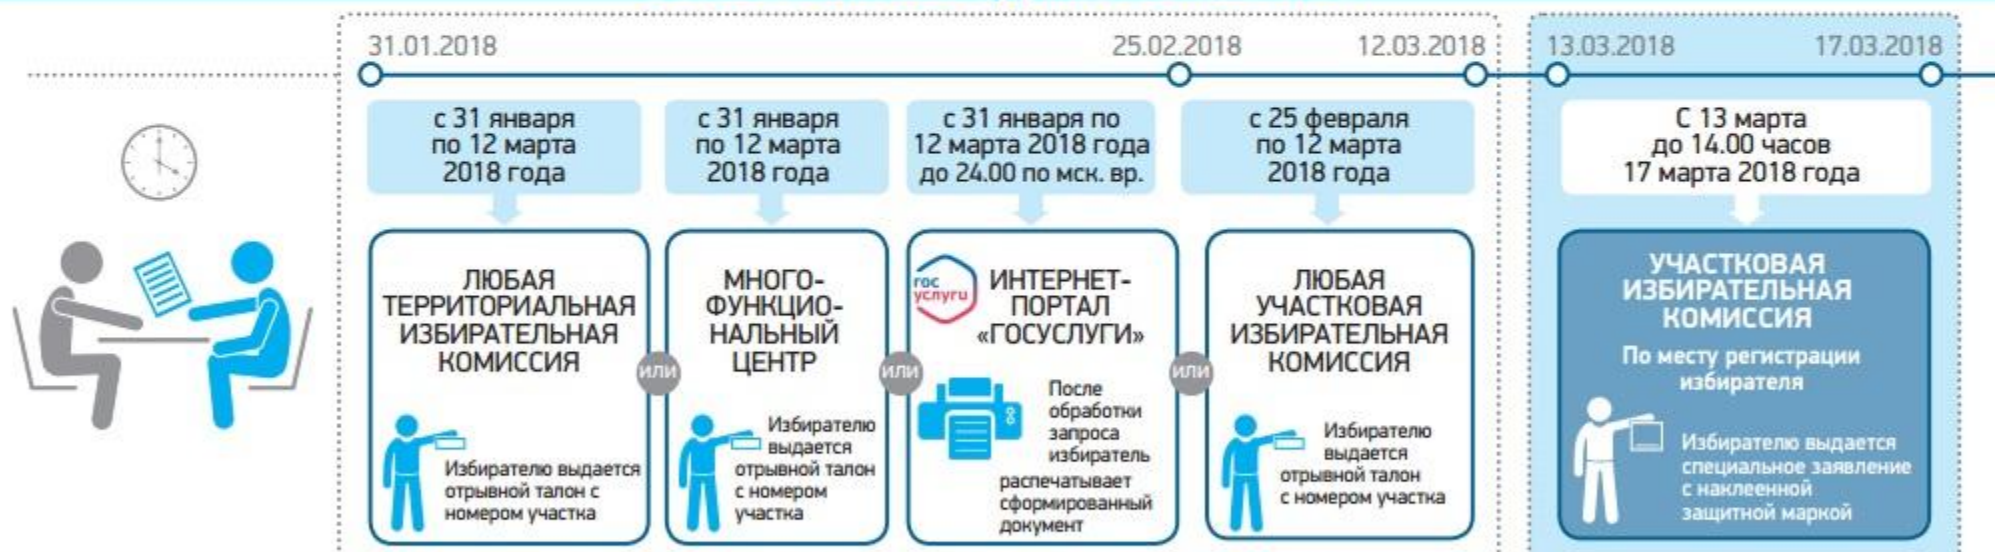 31.01.2018
25.02.2018
12.03.2018
13.03.2018
17.03.2018
с 31 января
по 12 марта
2018 года
с 31 января
по 12 марта
2018 года
с 31 января по
12 марта 2018 года
до 24.00 по мск. вр.
с 25 февраля
по 12 марта
2018 года
С 13 марта
до 14.00 часов
17 марта 2018 года
ЛЮБАЯ
ТЕРРИТОРИАЛЬНАЯ
ИЗБИРАТЕЛЬНАЯ
КОМИССИЯ
Избирателю выдается
отрывной талон с
номером участка
или
МНОГО-
ФУНКЦИО-
НАЛЬНЫЙ
ЦЕНТР
Избирателю
выдается
отрывной талон
с номером
участка
или
гос
услуги
ИНТЕРНЕТ-
ПОРТАЛ
«ГОСУСЛУГИ»
После
обработки
запроса
избиратель
распечатывает
сформированный
документ
или
ЛЮБАЯ
УЧАСТКОВАЯ
ИЗБИРАТЕЛЬНАЯ
КОМИССИЯ
Избирателю
выдается
отрывной талон
с номером участка
УЧАСТКОВАЯ
ИЗБИРАТЕЛЬНАЯ
КОМИССИЯ
По месту регистрации
избирателя
Избирателю выдается
специальное заявление
с наклеенной
защитной маркой